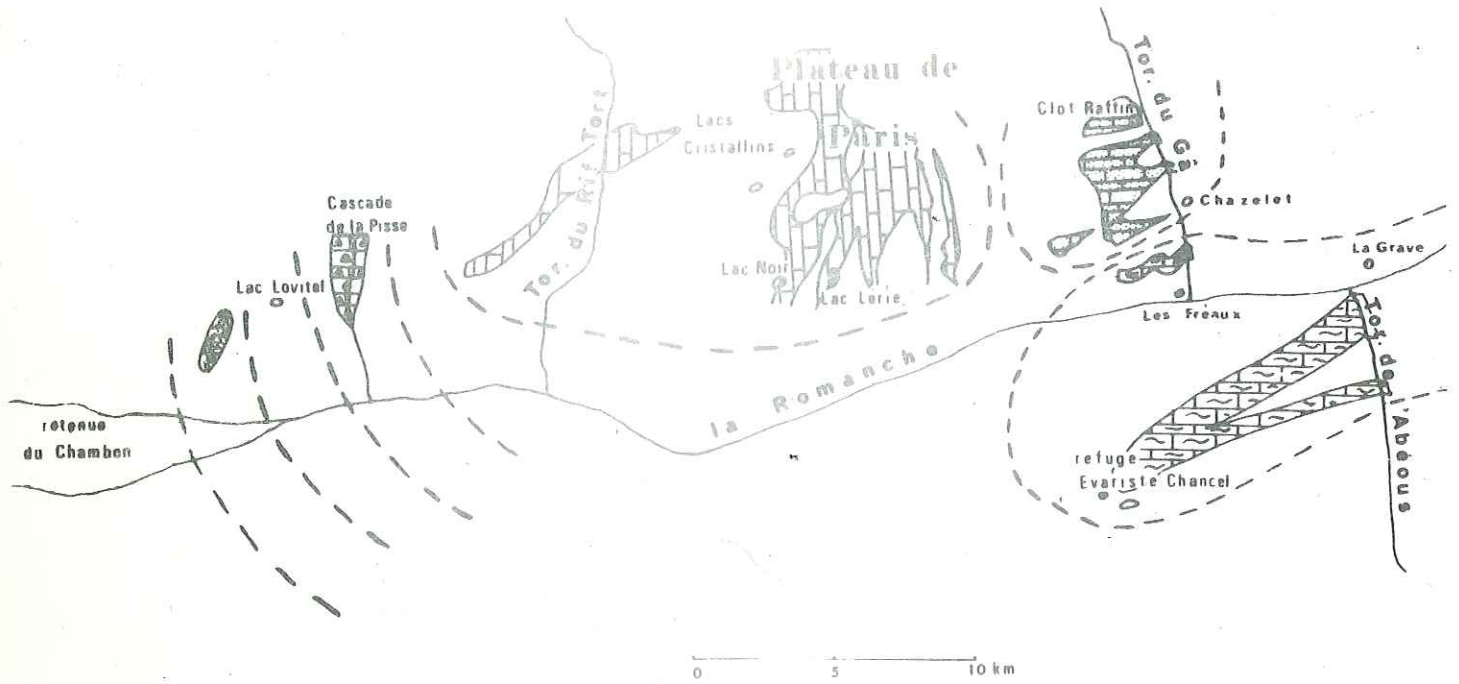 Plateau de
Paris
Tor. du Gâ
Clot Raffin
Lacs
Cristallins
Tor. du Rif Tort
Chazelet
Cascade
de la Pisse
La Grave
Lac Noir
Lac Lérie
Lac Lovitel
Les Fréaux
la Romanche
Tor. de l'Abéous
retenue
du Chambon
refuge
Evariste Chancel
0 5 10 km